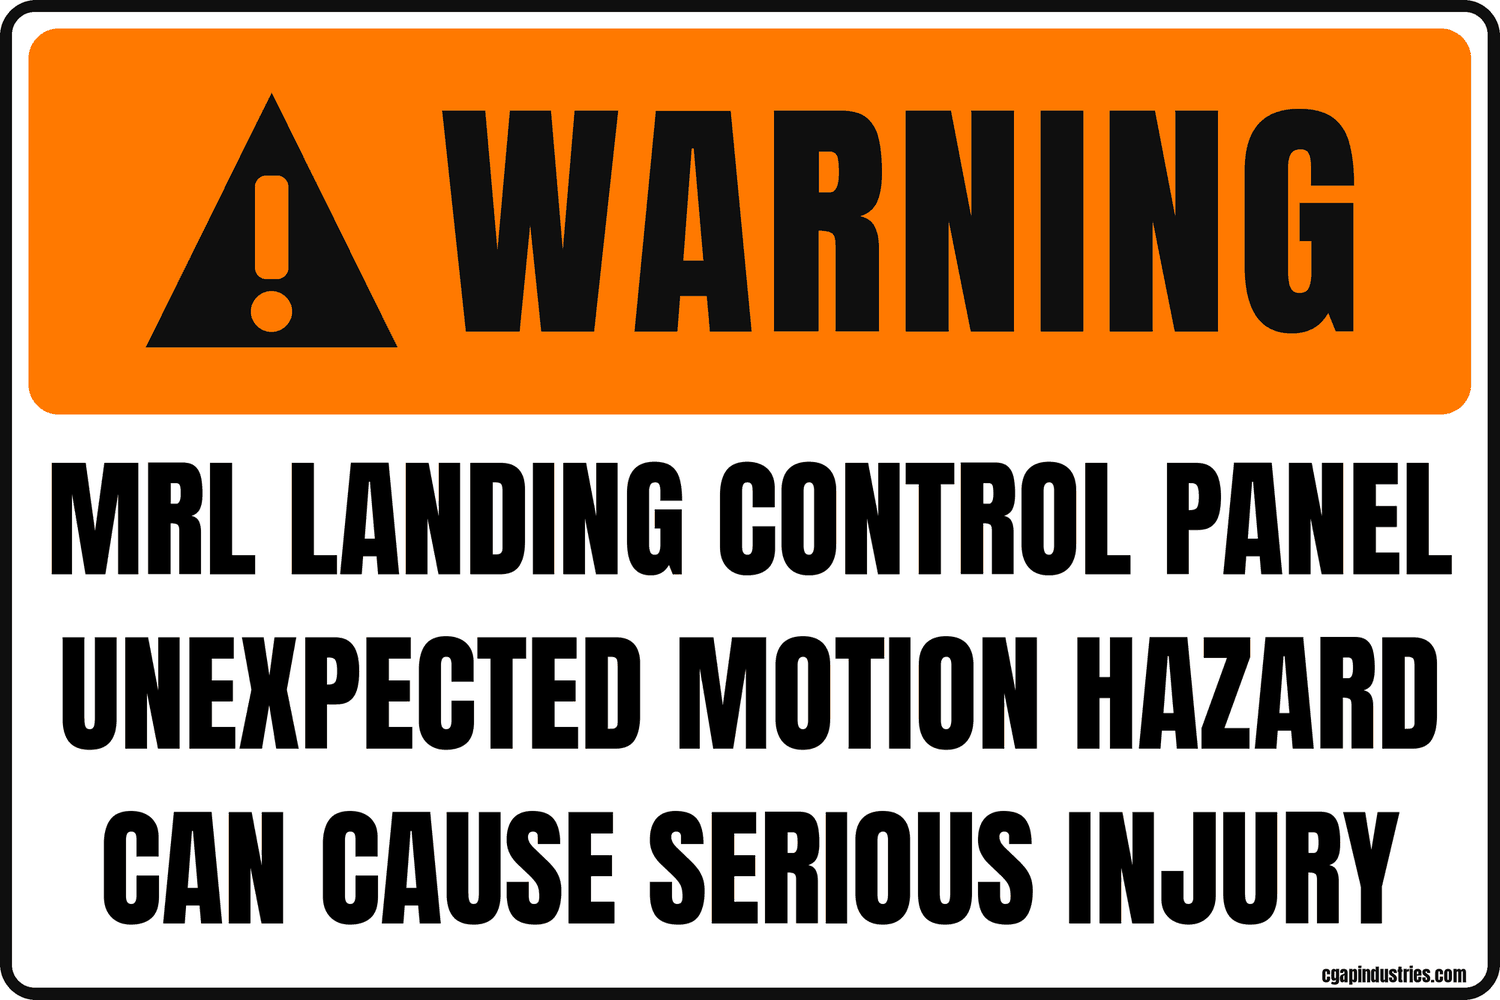 WARNING
MRL LANDING CONTROL PANEL
UNEXPECTED MOTION HAZARD
CAN CAUSE SERIOUS INJURY
cgapindustries.com